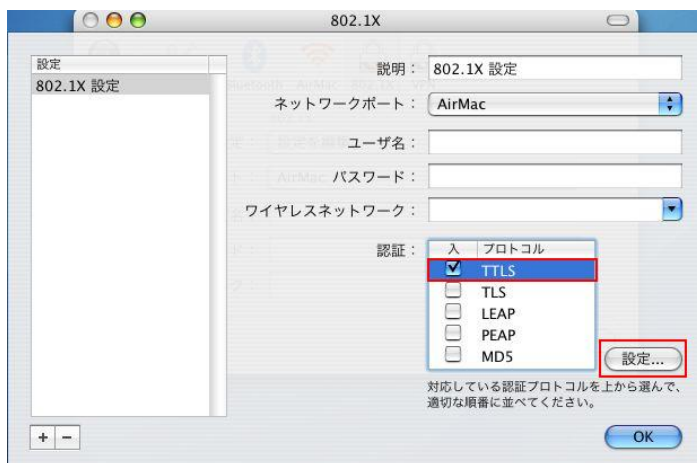 802.1X
設定
802.1X 設定
説明： 802.1X 設定
ネットワークポート： AirMac
ユーザ名：
パスワード：
ワイヤレスネットワーク：
認証：
入 プロトコル
TTLS
TLS
LEAP
PEAP
MD5
設定...
対応している認証プロトコルを上から選んで、
適切な順番に並べてください。
+ −
OK